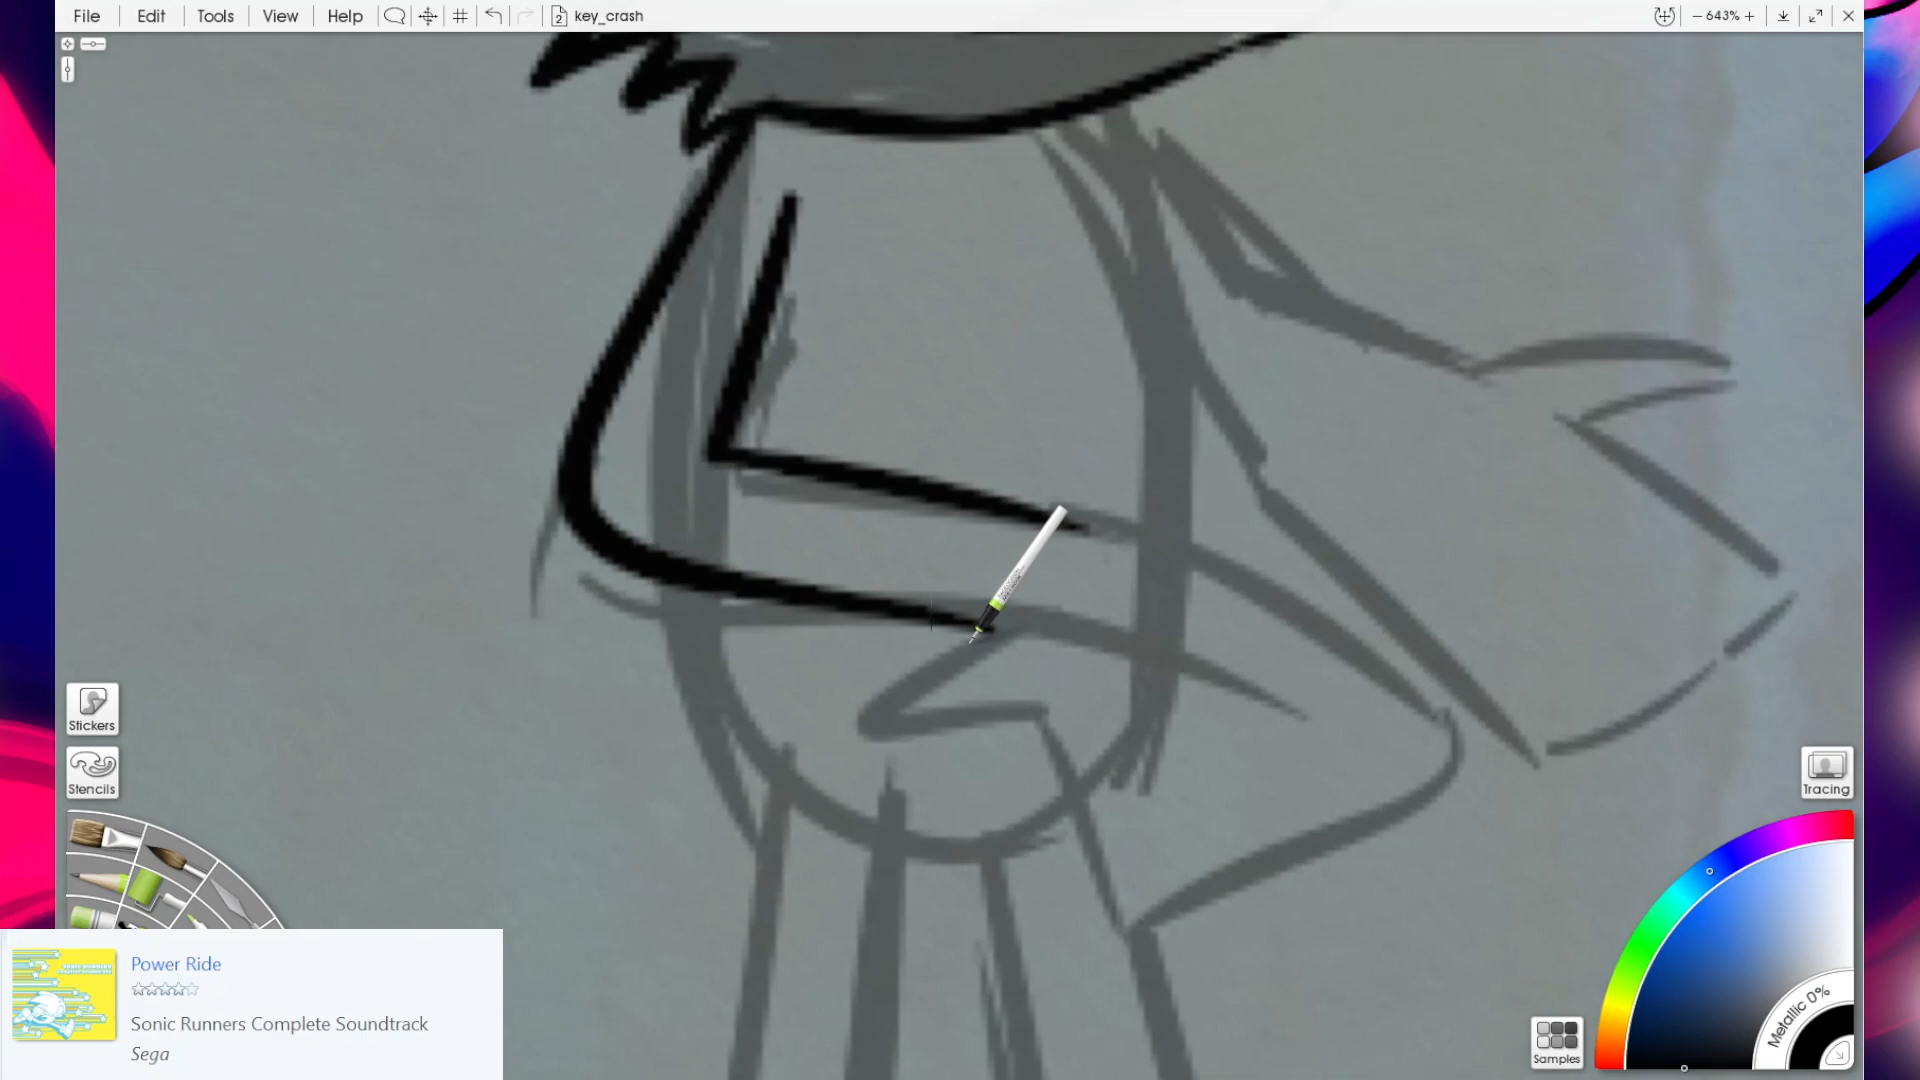 File Edit Tools View Help 2 key_crash − 643% +
Stickers
Stencils
Tracing
Metallic 0%
Samples
Power Ride
Sonic Runners Complete Soundtrack
Sega